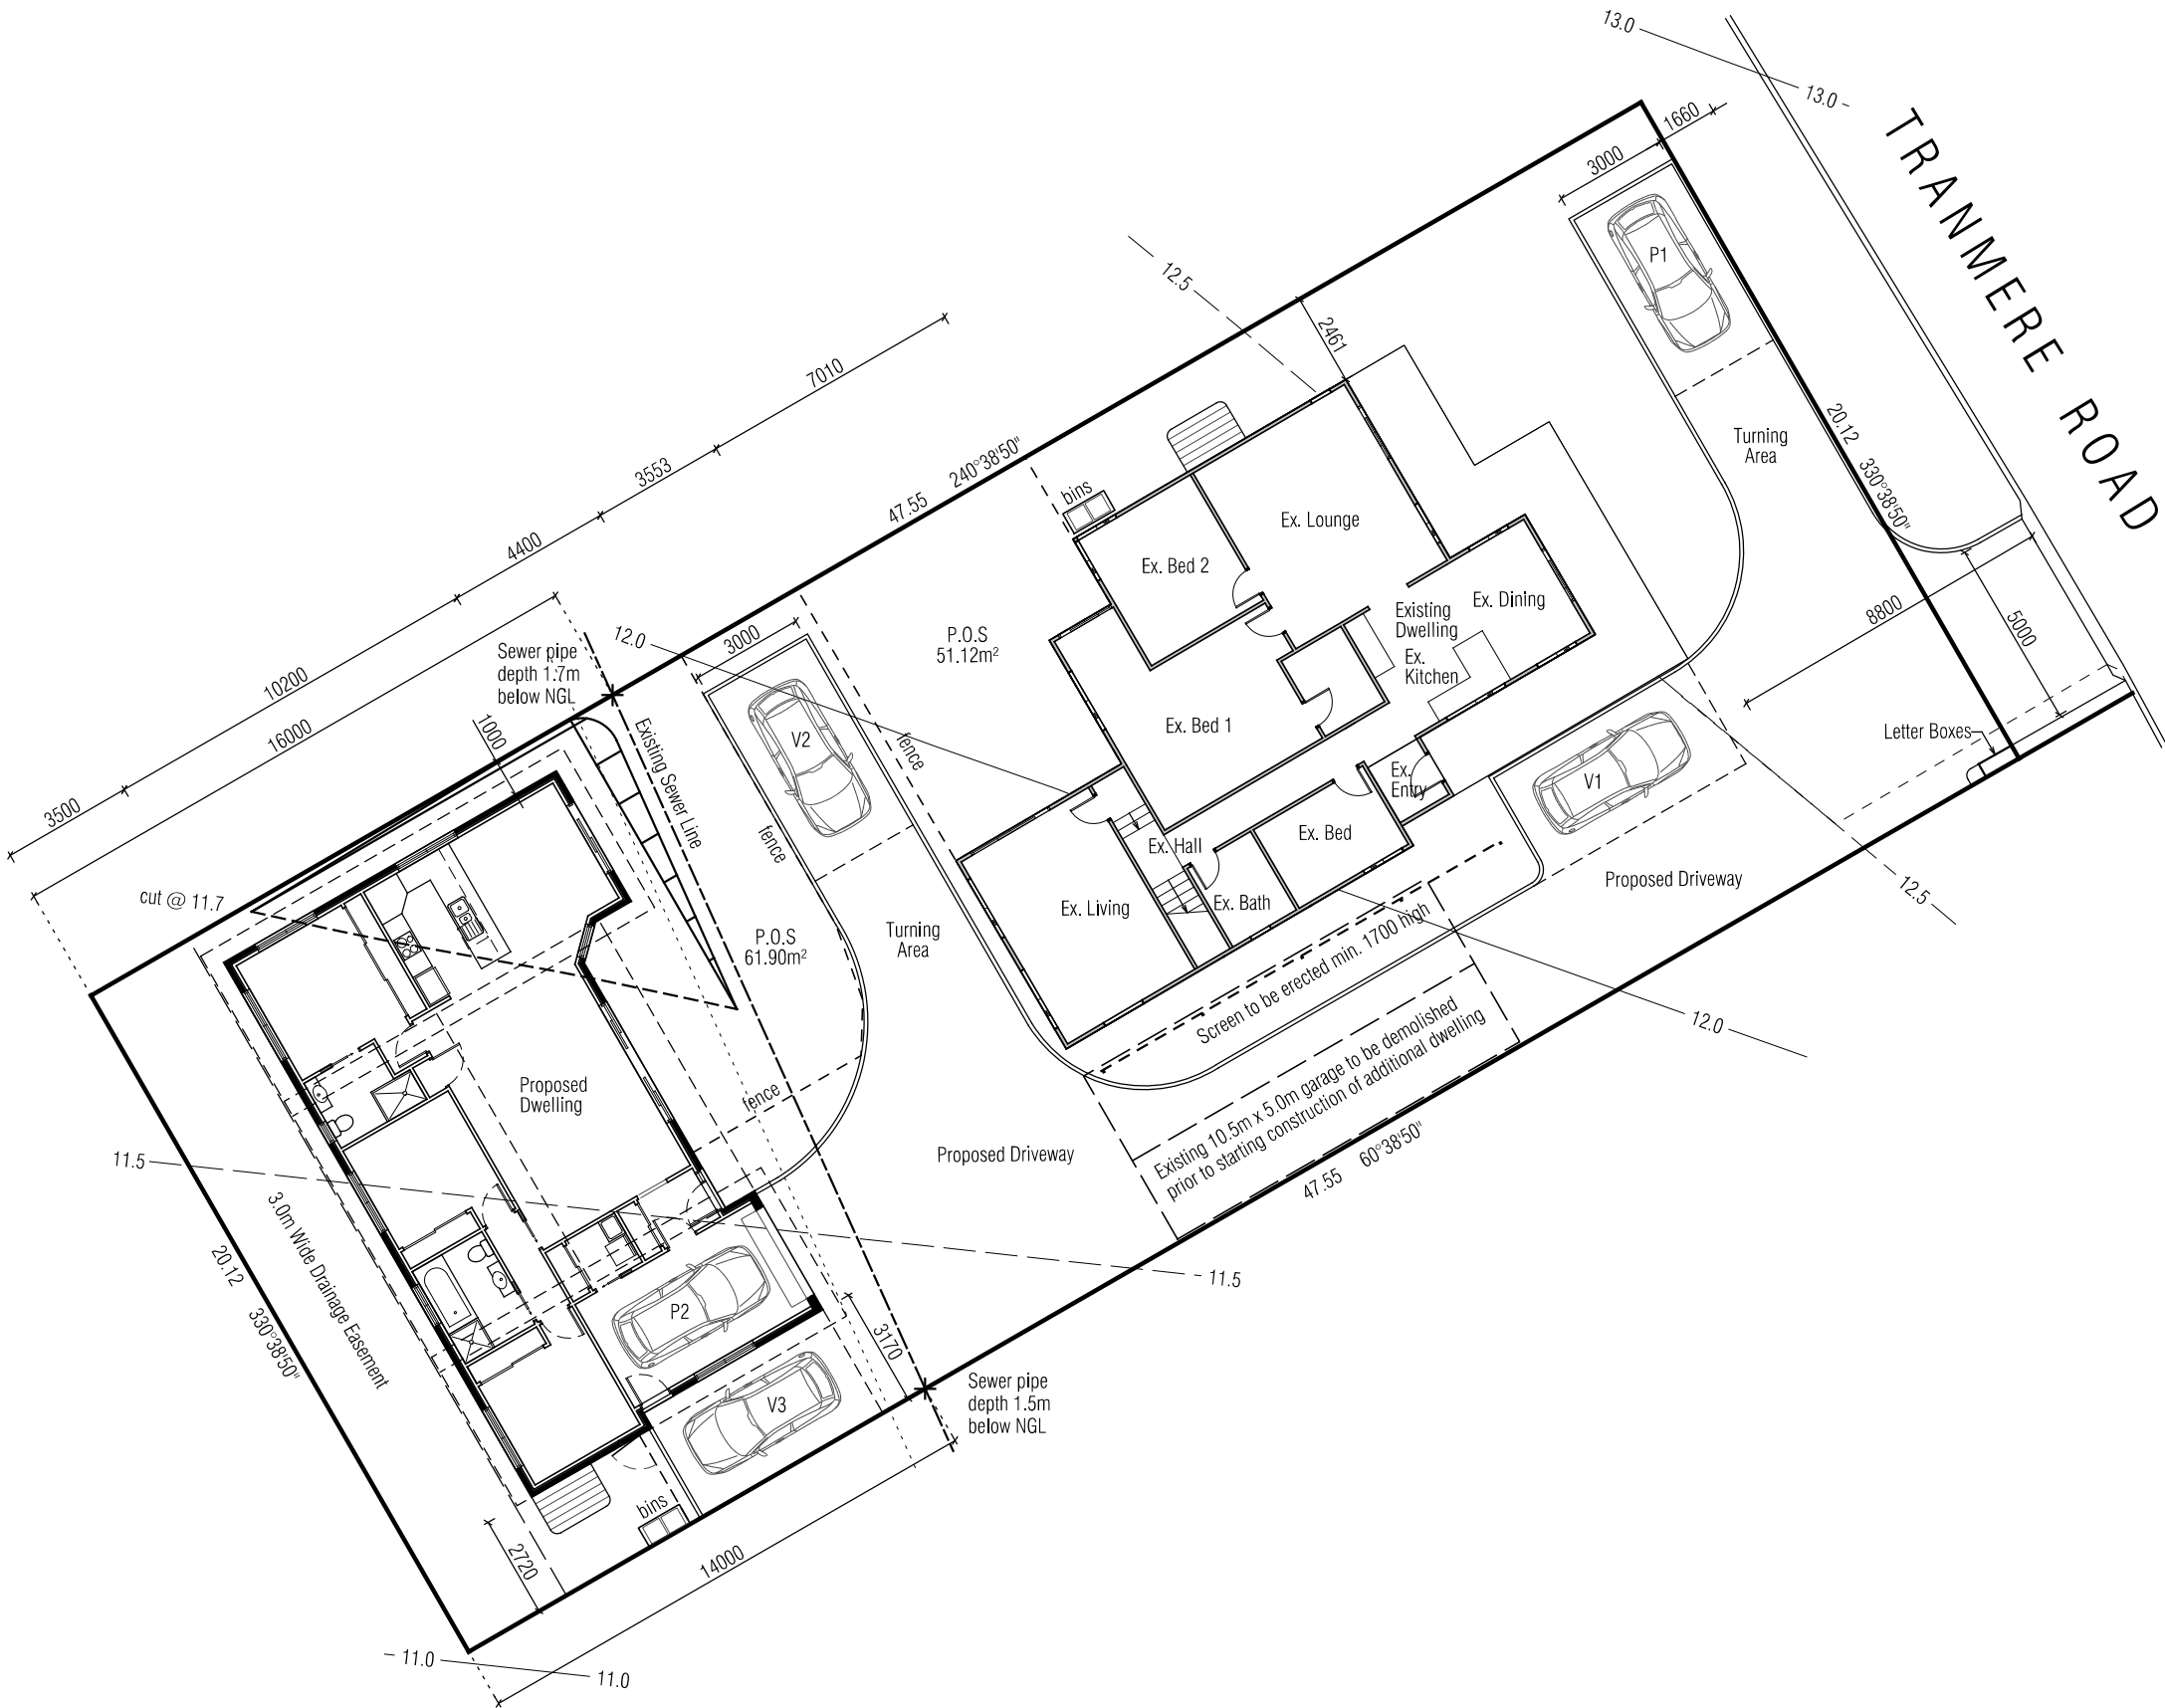 13.0
13.0
TRANMERE ROAD
1660
3000
P1
12.5
2461
7010
Turning
Area
20.12
330°38'50"
3553
47.55
240°38'50"
4400
bins
Ex. Lounge
Ex. Bed 2
Existing
Dwelling
Ex. Dining
Ex.
Kitchen
5000
8800
10200
16000
Sewer pipe
depth 1.7m
below NGL
12.0
3000
P.O.S
51.12m²
Ex. Bed 1
Letter Boxes
3500
1000
Existing Sewer Line
V2
fence
fence
Ex.
Entry
V1
Ex. Hall
Ex. Bed
Proposed Driveway
12.5
cut @ 11.7
Ex. Living
Ex. Bath
Turning
Area
P.O.S
61.90m²
Screen to be erected min. 1700 high
12.0
Existing 10.5m x 5.0m garage to be demolished
prior to starting construction of additional dwelling
Proposed
Dwelling
fence
Proposed Driveway
47.55
60°38'50"
11.5
11.5
3.0m Wide Drainage Easement
20.12
330°38'50"
P2
3170
V3
Sewer pipe
depth 1.5m
below NGL
bins
2720
14000
11.0
11.0